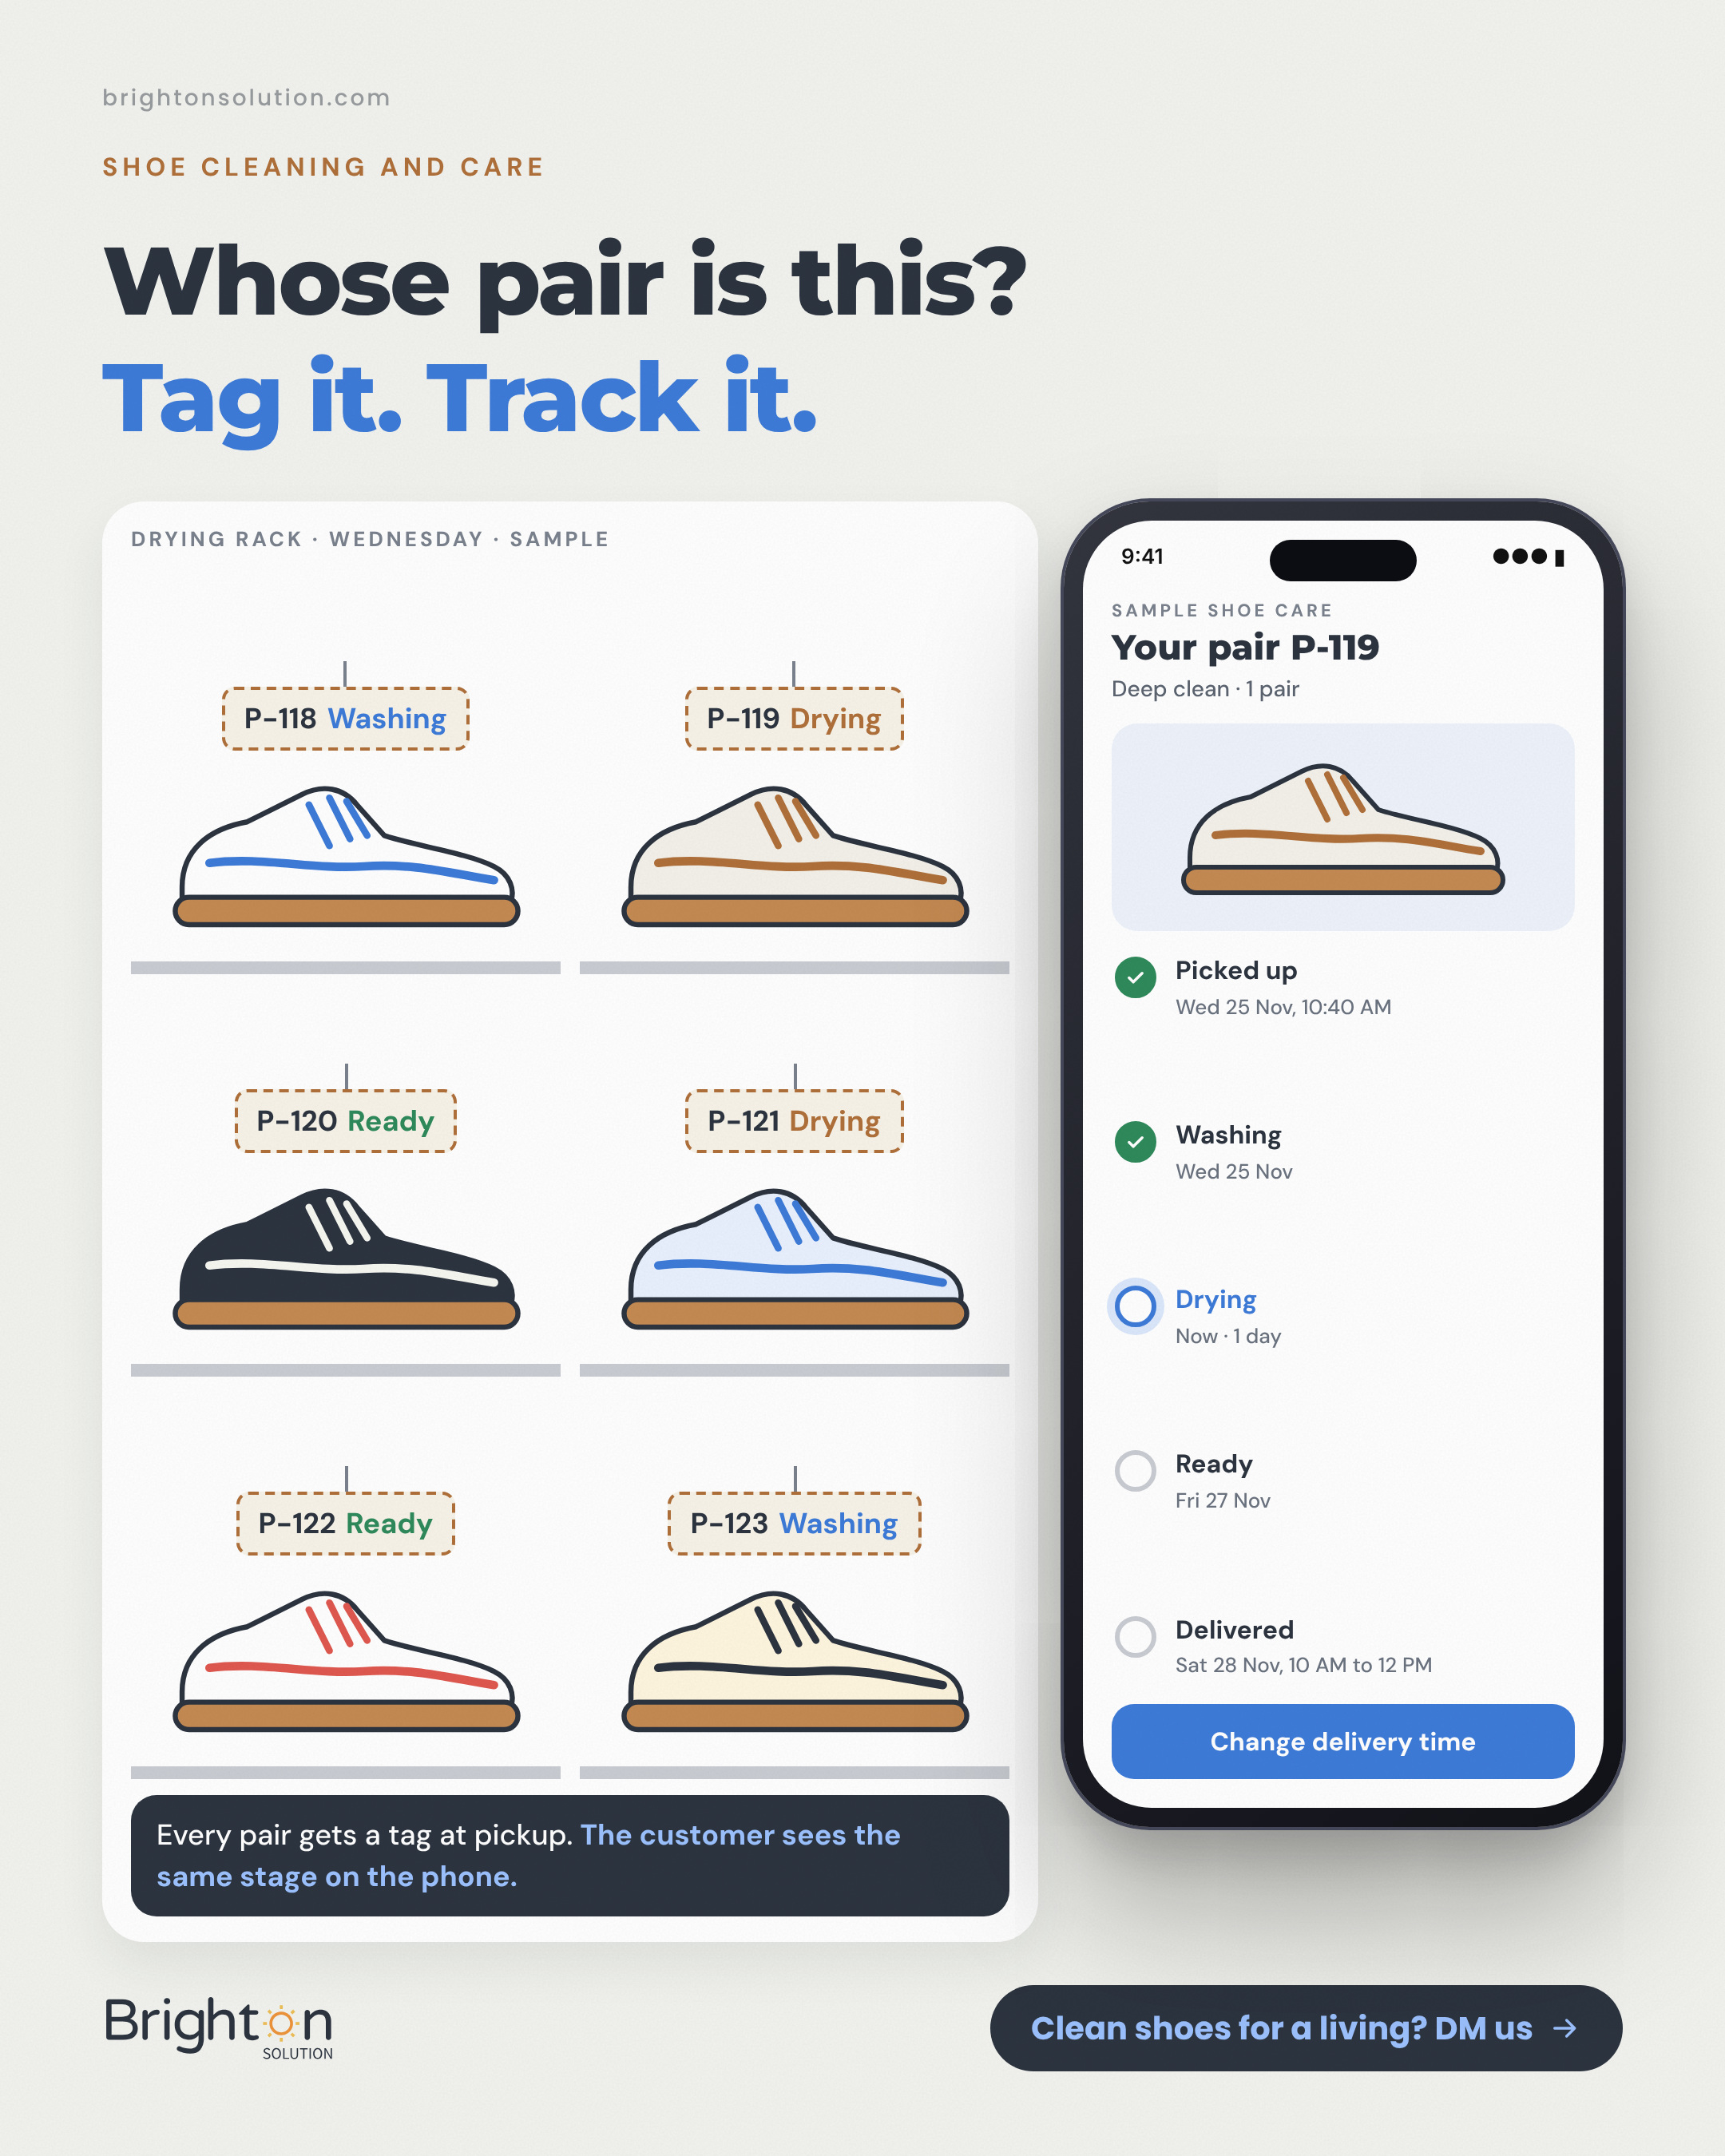 brightonsolution.com
SHOE CLEANING AND CARE
Whose pair is this?
Tag it. Track it.
DRYING RACK · WEDNESDAY · SAMPLE
P-118 Washing
P-119 Drying
P-120 Ready
P-121 Drying
P-122 Ready
P-123 Washing
Every pair gets a tag at pickup. The customer sees the
same stage on the phone.
9:41
SAMPLE SHOE CARE
Your pair P-119
Deep clean · 1 pair
Picked up
Wed 25 Nov, 10:40 AM
Washing
Wed 25 Nov
Drying
Now · 1 day
Ready
Fri 27 Nov
Delivered
Sat 28 Nov, 10 AM to 12 PM
Change delivery time
Brighton
SOLUTION
Clean shoes for a living? DM us →